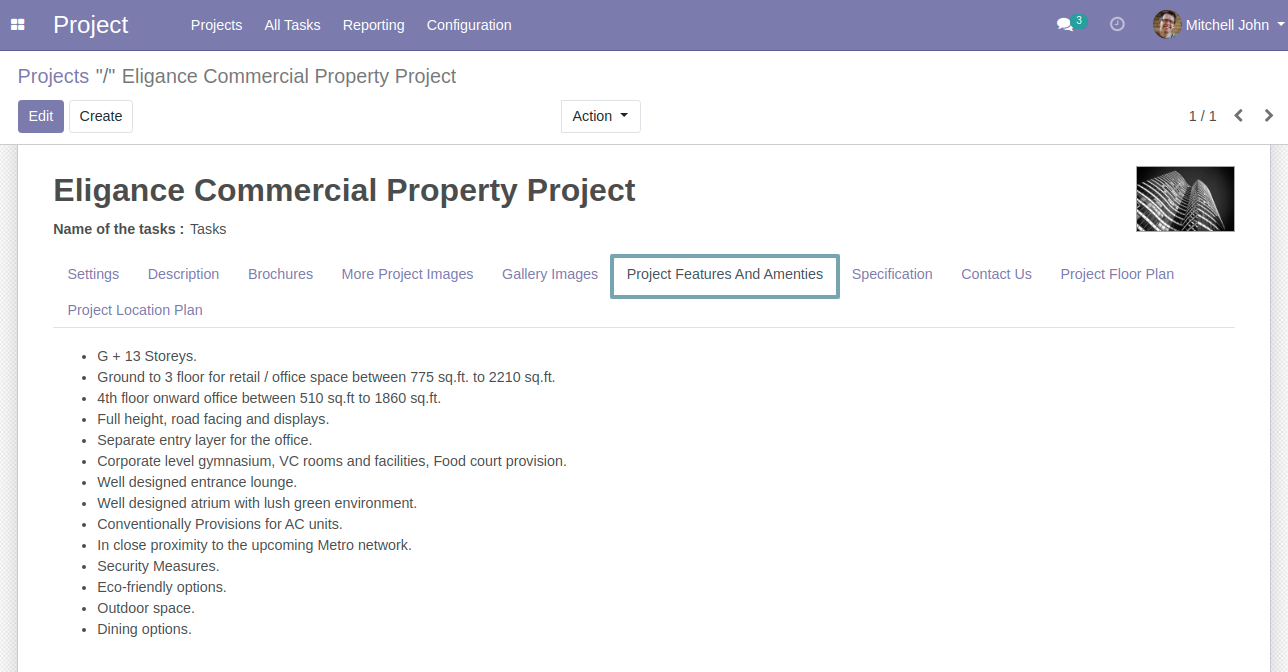 Project Projects All Tasks Reporting Configuration 3 Mitchell John
Projects "/" Eligance Commercial Property Project
Edit Create Action 1 / 1
Eligance Commercial Property Project
Name of the tasks : Tasks
Settings Description Brochures More Project Images Gallery Images Project Features And Amenties Specification Contact Us Project Floor Plan
Project Location Plan
• G + 13 Storeys.
• Ground to 3 floor for retail / office space between 775 sq.ft. to 2210 sq.ft.
• 4th floor onward office between 510 sq.ft to 1860 sq.ft.
• Full height, road facing and displays.
• Separate entry layer for the office.
• Corporate level gymnasium, VC rooms and facilities, Food court provision.
• Well designed entrance lounge.
• Well designed atrium with lush green environment.
• Conventionally Provisions for AC units.
• In close proximity to the upcoming Metro network.
• Security Measures.
• Eco-friendly options.
• Outdoor space.
• Dining options.